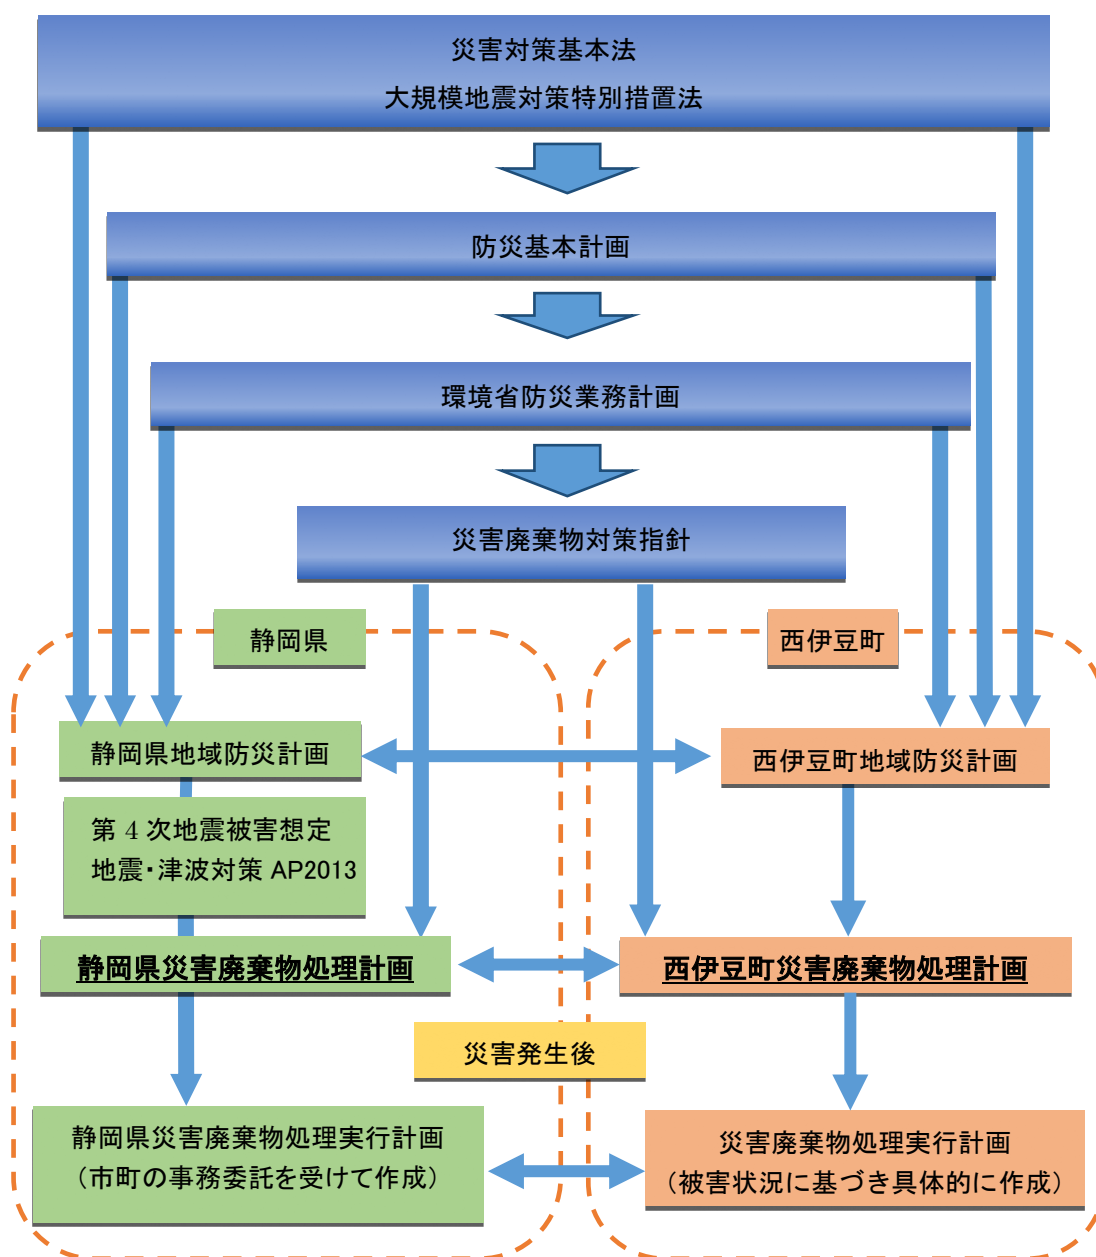 災害対策基本法
大規模地震対策特別措置法
防災基本計画
環境省防災業務計画
災害廃棄物対策指針
静岡県
西伊豆町
静岡県地域防災計画
西伊豆町地域防災計画
第4次地震被害想定
地震・津波対策 AP2013
静岡県災害廃棄物処理計画
西伊豆町災害廃棄物処理計画
災害発生後
静岡県災害廃棄物処理実行計画
（市町の事務委託を受けて作成）
災害廃棄物処理実行計画
（被害状況に基づき具体的に作成）